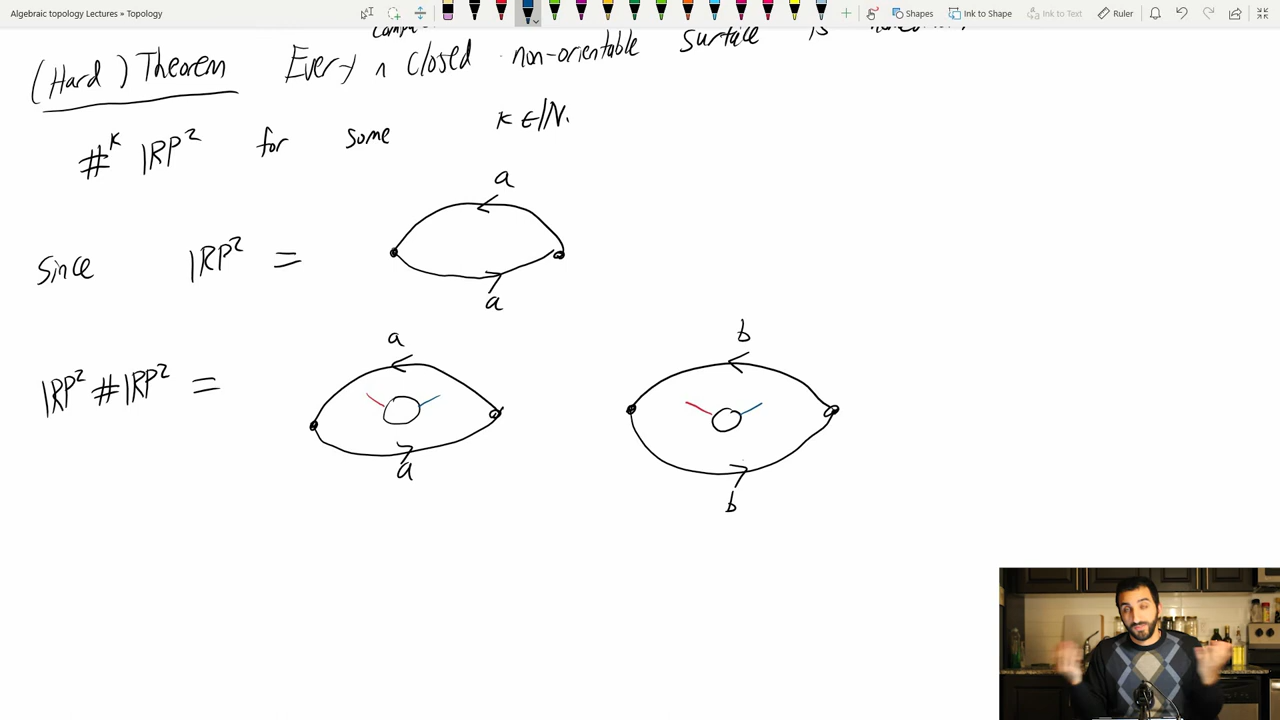 Algebraic topology Lectures » Topology
Shapes Ink to Shape Ink to Text Ruler
(Hard) Theorem Every closed non-orientable surface is
#^K RP² for some K ∈ ℕ.
a
Since RP² =
a
a b
RP² # RP² =
a
b